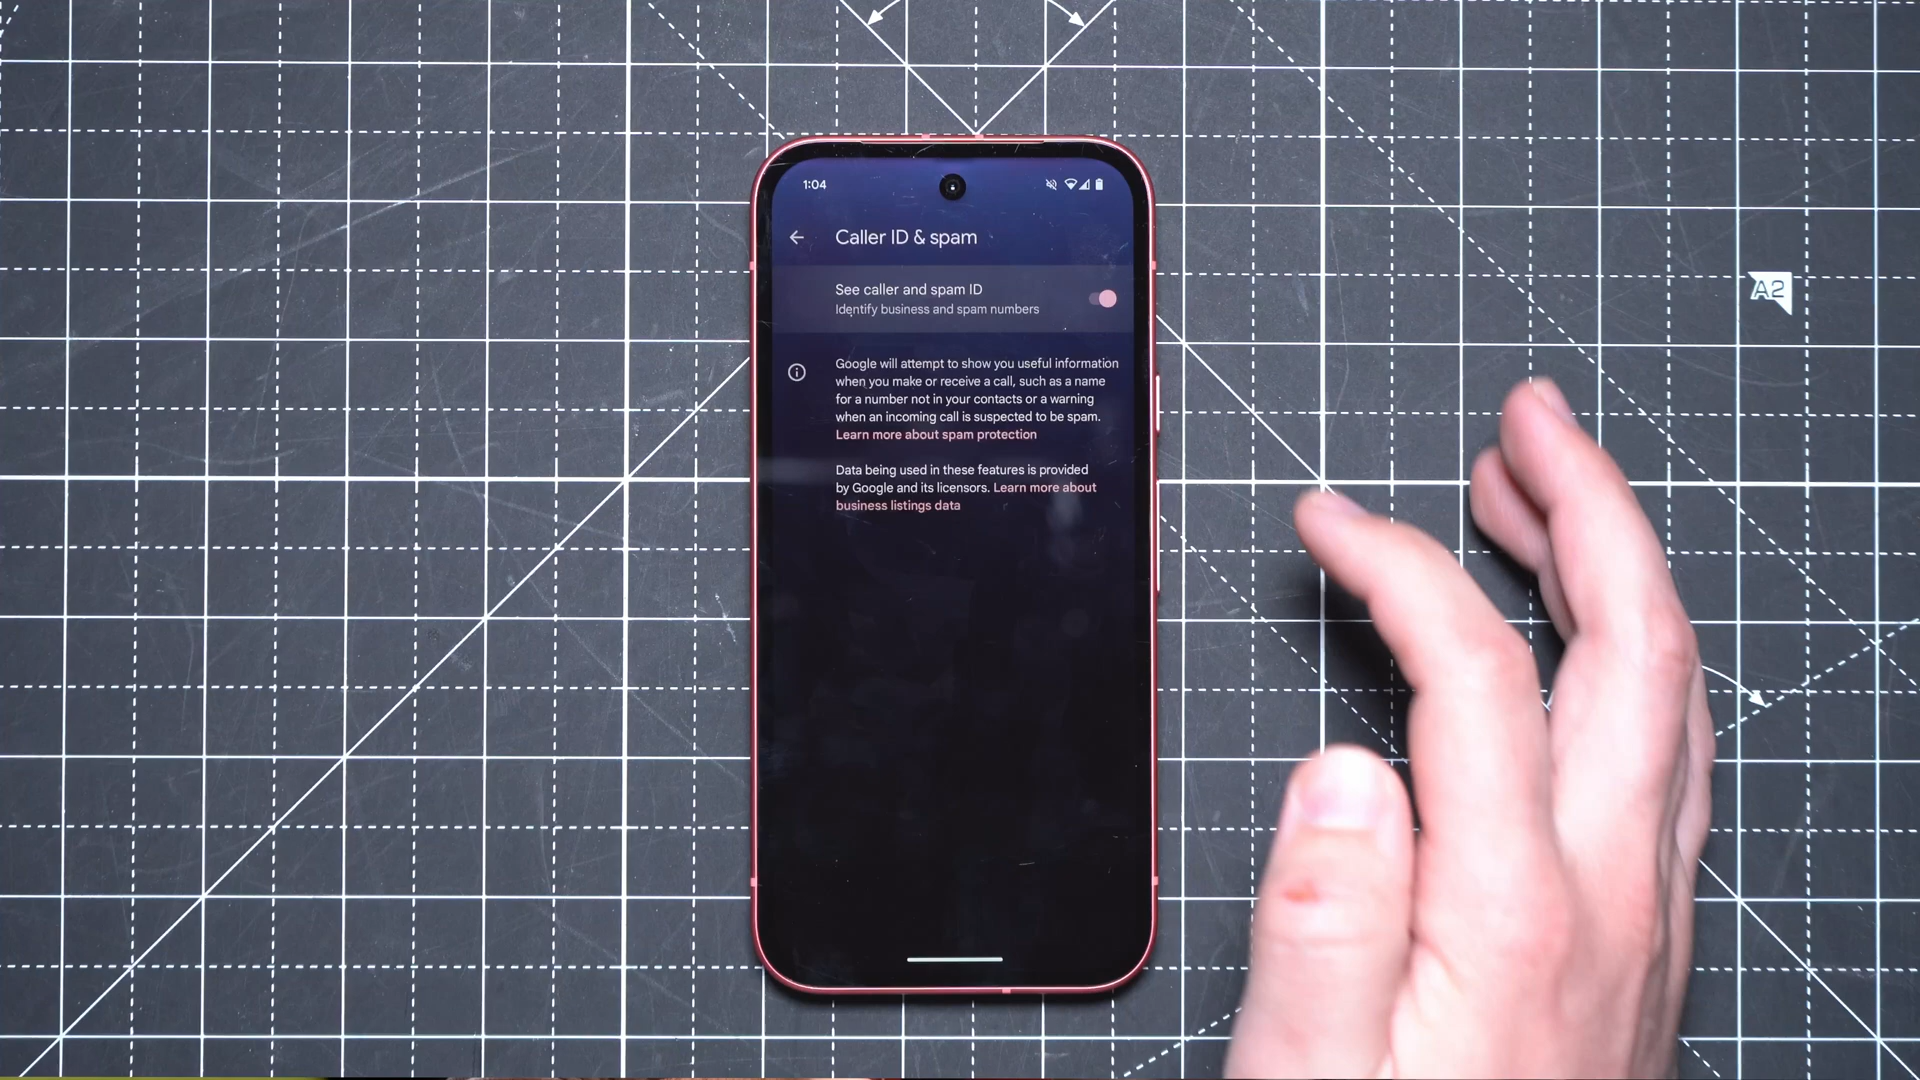 1:04
Caller ID & spam
See caller and spam ID
Identify business and spam numbers
Google will attempt to show you useful information
when you make or receive a call, such as a name
for a number not in your contacts or a warning
when an incoming call is suspected to be spam.
Learn more about spam protection
Data being used in these features is provided
by Google and its licensors. Learn more about
business listings data
A2